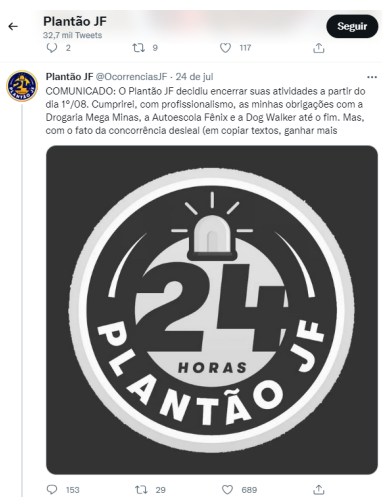 Plantão JF
32,7 mil Tweets
Seguir
2 9 117
Plantão JF @OcorrenciasJF · 24 de jul
COMUNICADO: O Plantão JF decidiu encerrar suas atividades a partir do
dia 1º/08. Cumprirei, com profissionalismo, as minhas obrigações com a
Drogaria Mega Minas, a Autoescola Fênix e a Dog Walker até o fim. Mas,
com o fato da concorrência desleal (em copiar textos, ganhar mais
24
HORAS
PLANTÃO JF
153 29 689